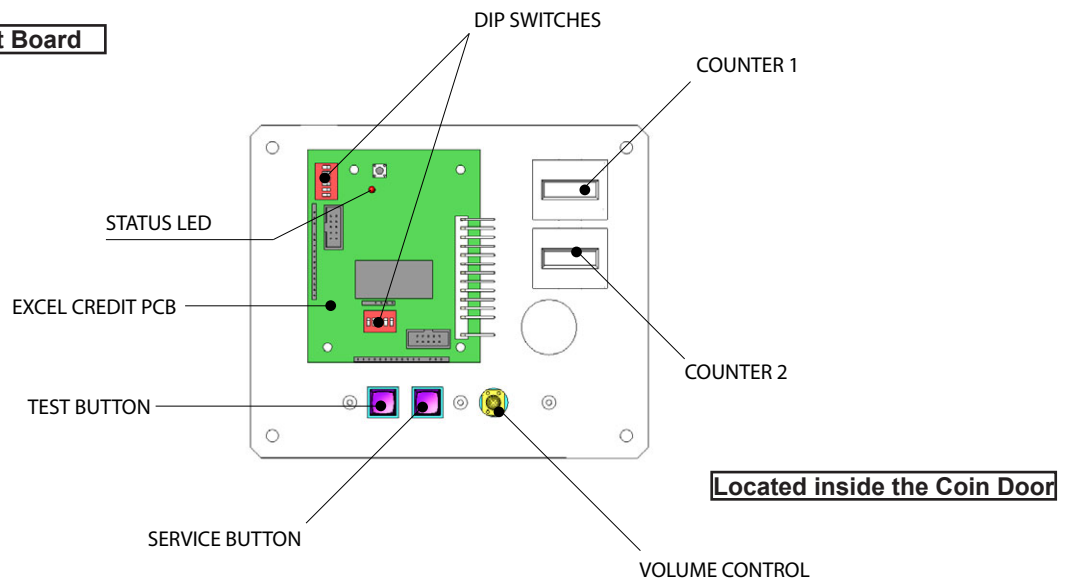 DIP SWITCHES
t Board
COUNTER 1
STATUS LED
EXCEL CREDIT PCB
COUNTER 2
TEST BUTTON
Located inside the Coin Door
SERVICE BUTTON
VOLUME CONTROL